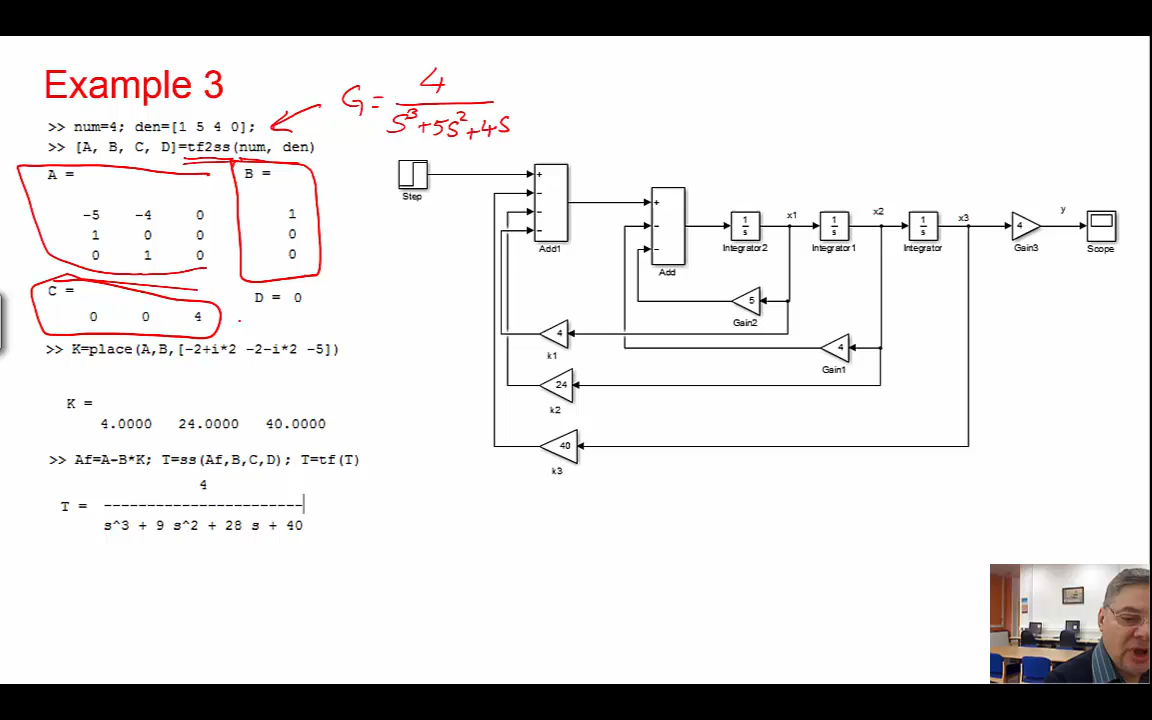 Example 3
G = 4
s^3+5s^2+4s
>> num=4; den=[1 5 4 0];
>> [A, B, C, D]=tf2ss(num, den)
A =
-5 -4 0
1 0 0
0 1 0
B =
1
0
0
C =
0 0 4
D = 0
>> K=place(A,B,[-2+i*2 -2-i*2 -5])
K =
4.0000 24.0000 40.0000
>> Af=A-B*K; T=ss(Af,B,C,D); T=tf(T)
4
T = -----------------------
s^3 + 9 s^2 + 28 s + 40
Step
+
−
−
−
Add1
+
−
−
Add
1
s
Integrator2
x1
1
s
Integrator1
x2
1
s
Integrator
x3
4
Gain3
y
Scope
5
Gain2
4
k1
4
Gain1
24
k2
40
k3